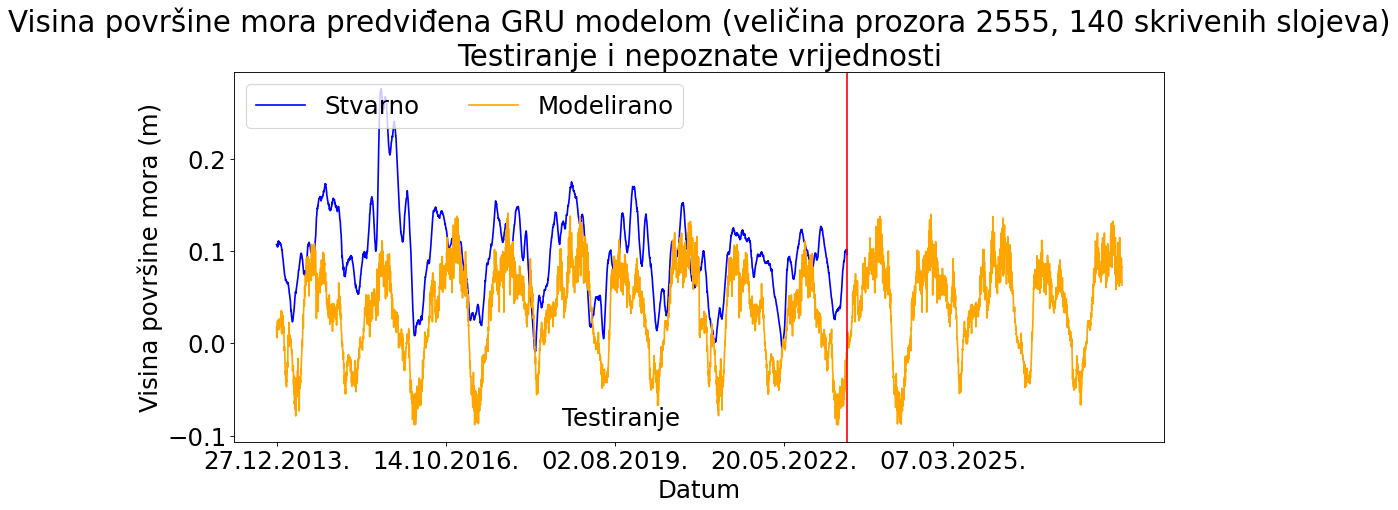 Visina površine mora predviđena GRU modelom (veličina prozora 2555, 140 skrivenih slojeva)
Testiranje i nepoznate vrijednosti
Stvarno
Modelirano
Visina površine mora (m)
0.2
0.1
0.0
−0.1
Testiranje
27.12.2013.
14.10.2016.
02.08.2019.
20.05.2022.
07.03.2025.
Datum